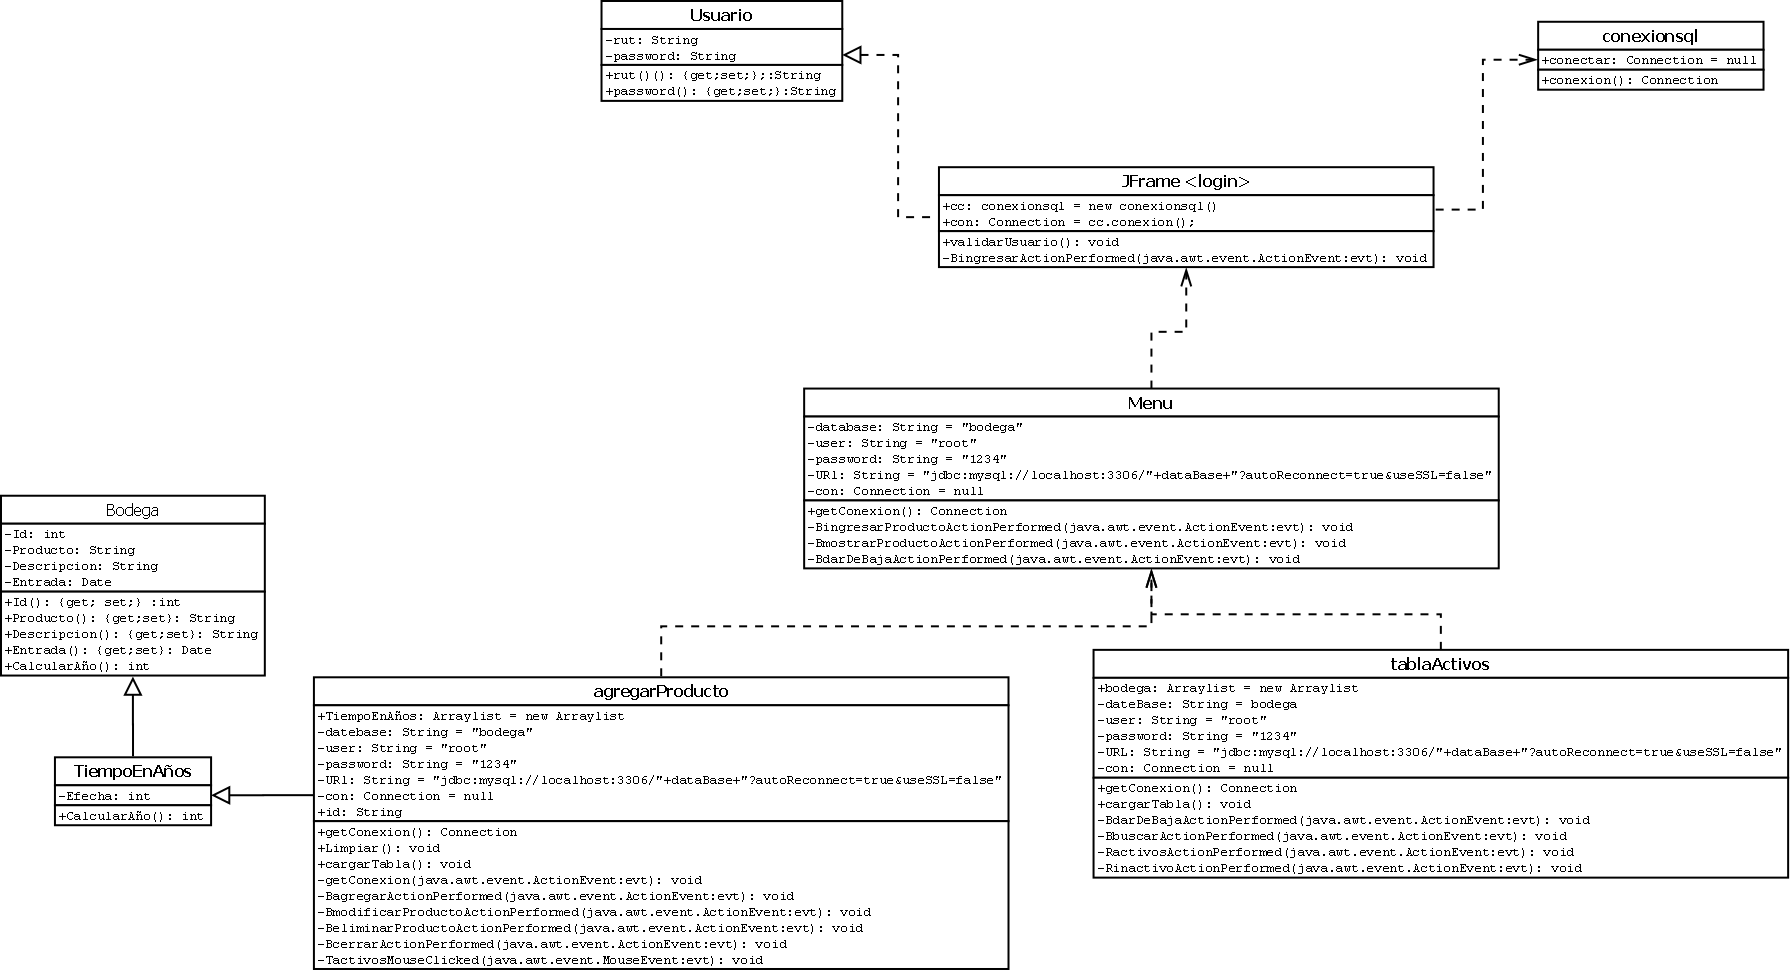 Usuario
-rut: String
-password: String
+rut()(): {get;set;};:String
+password(): {get;set;}:String
conexionsql
+conectar: Connection = null
+conexion(): Connection
JFrame <login>
+cc: conexionsql = new conexionsql()
+con: Connection = cc.conexion();
+validarUsuario(): void
-BingresarActionPerformed(java.awt.event.ActionEvent:evt): void
Menu
-database: String = "bodega"
-user: String = "root"
-password: String = "1234"
-URl: String = "jdbc:mysql://localhost:3306/"+dataBase+"?autoReconnect=true&useSSL=false"
-con: Connection = null
+getConexion(): Connection
-BingresarProductoActionPerformed(java.awt.event.ActionEvent:evt): void
-BmostrarProductoActionPerformed(java.awt.event.ActionEvent:evt): void
-BdarDeBajaActionPerformed(java.awt.event.ActionEvent:evt): void
Bodega
-Id: int
-Producto: String
-Descripcion: String
-Entrada: Date
+Id(): {get; set;} :int
+Producto(): {get;set}: String
+Descripcion(): {get;set}: String
+Entrada(): {get;set}: Date
+CalcularAño(): int
TiempoEnAños
-Efecha: int
+CalcularAño(): int
agregarProducto
+TiempoEnAños: Arraylist = new Arraylist
-datebase: String = "bodega"
-user: String = "root"
-password: String = "1234"
-URl: String = "jdbc:mysql://localhost:3306/"+dataBase+"?autoReconnect=true&useSSL=false"
-con: Connection = null
+id: String
+getConexion(): Connection
+Limpiar(): void
+cargarTabla(): void
-getConexion(java.awt.event.ActionEvent:evt): void
-BagregarActionPerformed(java.awt.event.ActionEvent:evt): void
-BmodificarProductoActionPerformed(java.awt.event.ActionEvent:evt): void
-BeliminarProductoActionPerformed(java.awt.event.ActionEvent:evt): void
-BcerrarActionPerformed(java.awt.event.ActionEvent:evt): void
-TactivosMouseClicked(java.awt.event.MouseEvent:evt): void
tablaActivos
+bodega: Arraylist = new Arraylist
-dateBase: String = bodega
-user: String = "root"
-password: String = "1234"
-URL: String = "jdbc:mysql://localhost:3306/"+dataBase+"?autoReconnect=true&useSSL=false"
-con: Connection = null
+getConexion(): Connection
+cargarTabla(): void
-BdarDeBajaActionPerformed(java.awt.event.ActionEvent:evt): void
-BbuscarActionPerformed(java.awt.event.ActionEvent:evt): void
-RactivosActionPerformed(java.awt.event.ActionEvent:evt): void
-RinactivoActionPerformed(java.awt.event.ActionEvent:evt): void